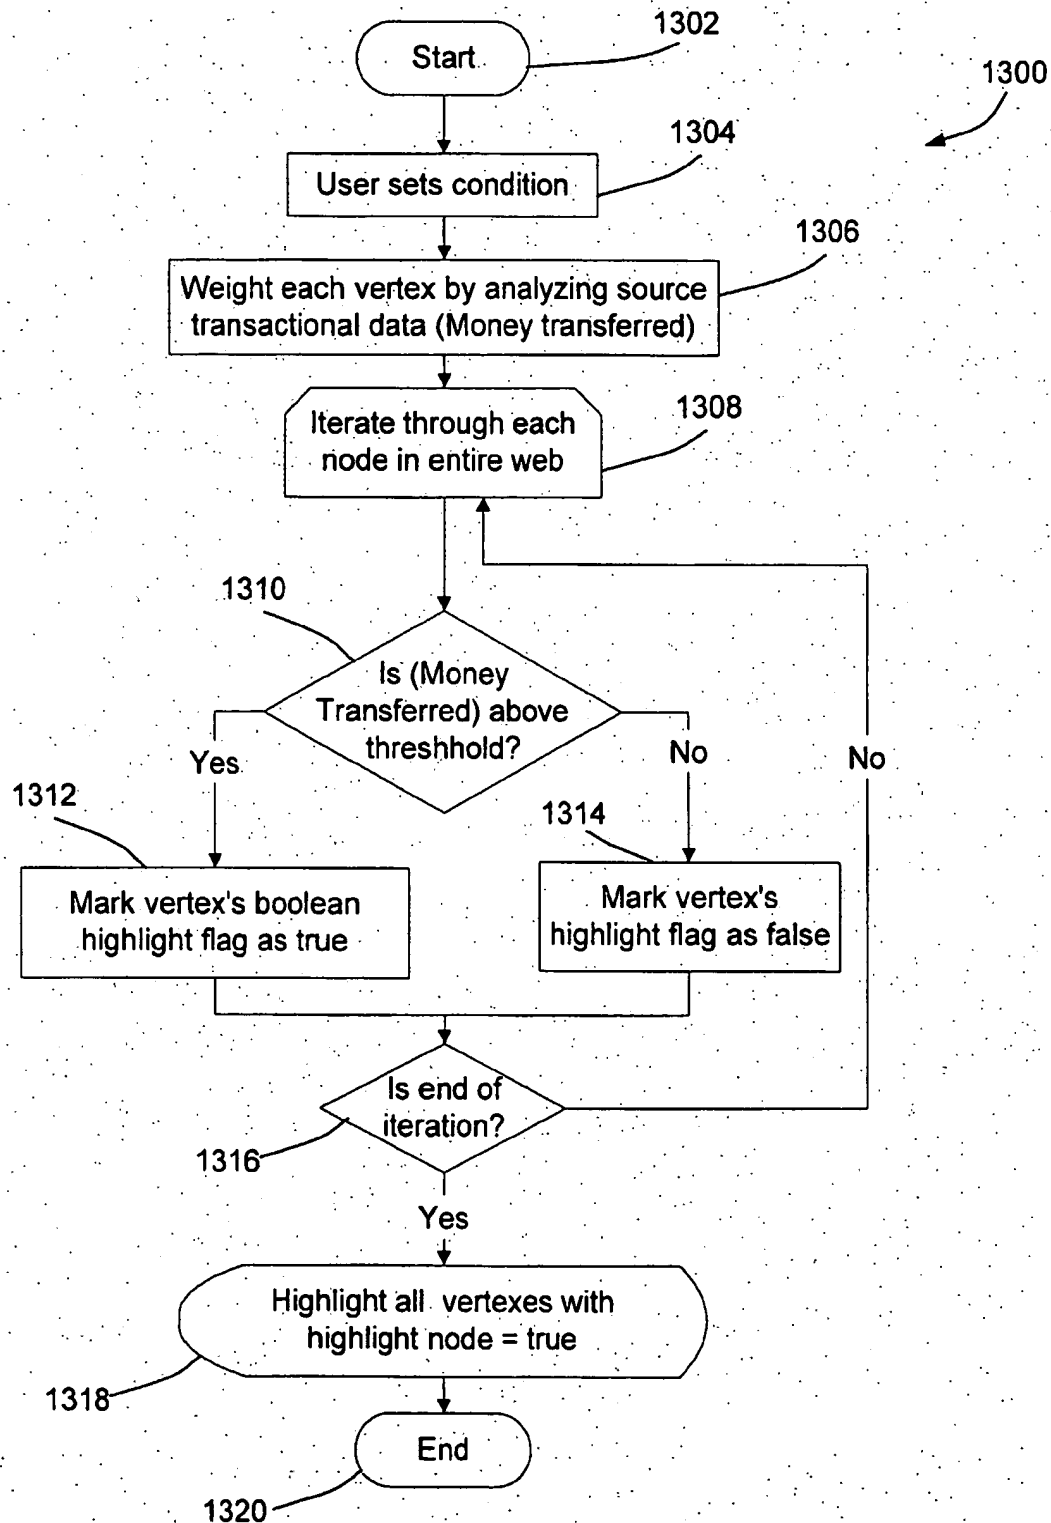 1302
Start
1300
1304
User sets condition
1306
Weight each vertex by analyzing source
transactional data (Money transferred)
1308
Iterate through each
node in entire web
1310
Is (Money
Transferred) above
threshhold?
Yes
No
No
1312
1314
Mark vertex's boolean
highlight flag as true
Mark vertex's
highlight flag as false
Is end of
iteration?
1316
Yes
Highlight all vertexes with
highlight node = true
1318
End
1320